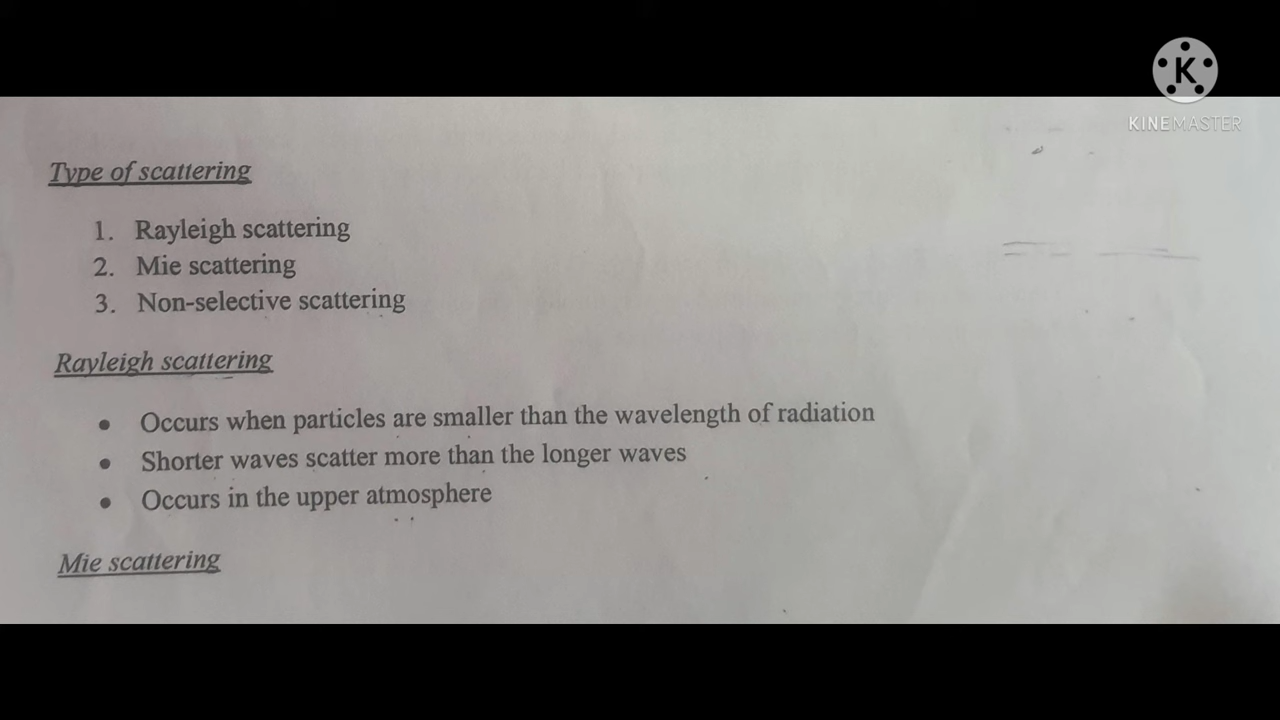 K
KINEMASTER
Type of scattering
1. Rayleigh scattering
2. Mie scattering
3. Non-selective scattering
Rayleigh scattering
• Occurs when particles are smaller than the wavelength of radiation
• Shorter waves scatter more than the longer waves
• Occurs in the upper atmosphere
Mie scattering